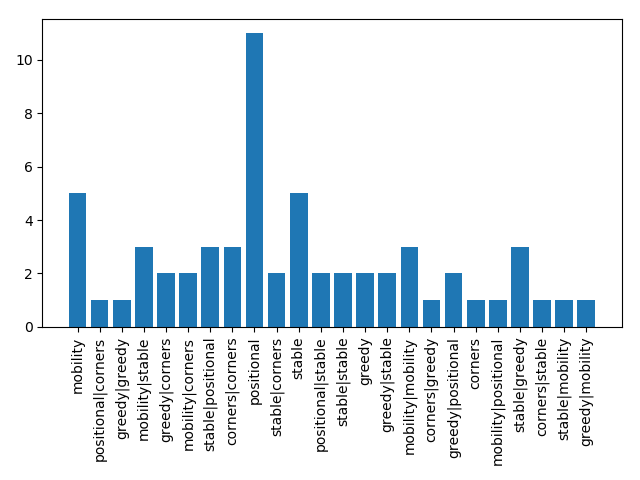 10
8
6
4
2
0
mobility
positional|corners
greedy|greedy
mobility|stable
greedy|corners
mobility|corners
stable|positional
corners|corners
positional
stable|corners
stable
positional|stable
stable|stable
greedy
greedy|stable
mobility|mobility
corners|greedy
greedy|positional
corners
mobility|positional
stable|greedy
corners|stable
stable|mobility
greedy|mobility